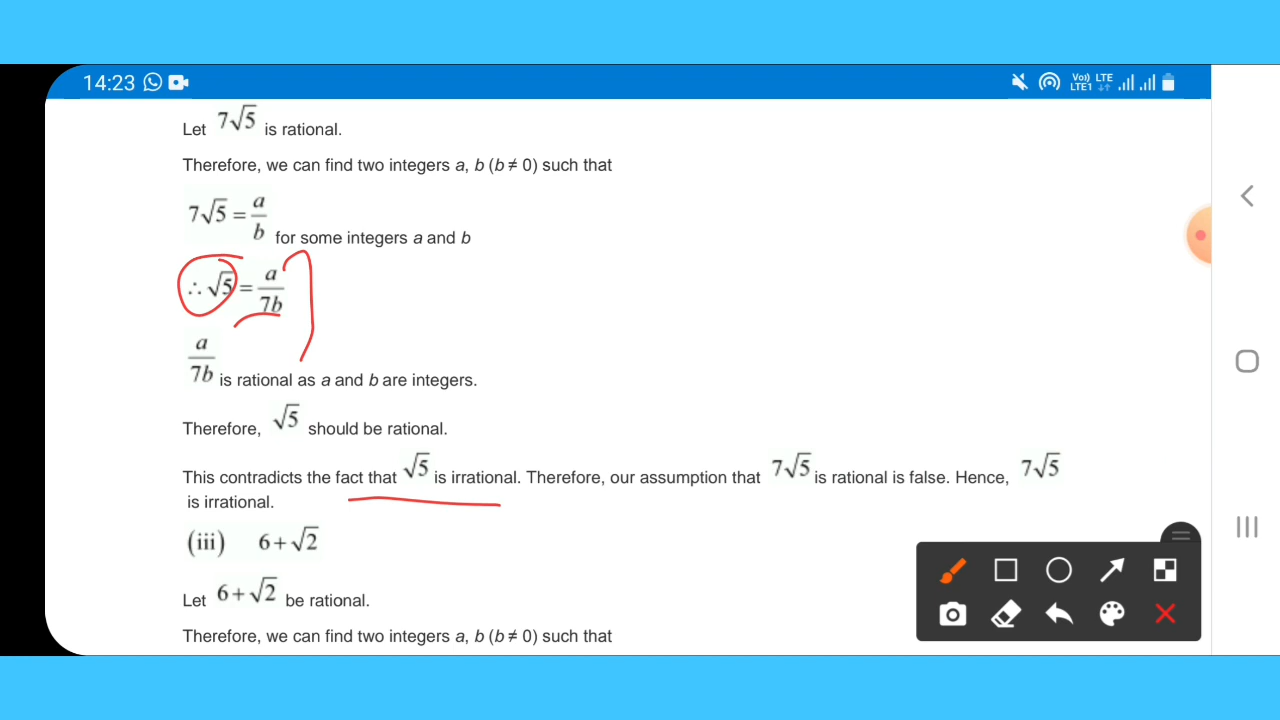 14:23
Vo)) LTE
LTE1
Let 7√5 is rational.
Therefore, we can find two integers a, b (b ≠ 0) such that
7√5 = a/b for some integers a and b
∴ √5 = a/7b
a/7b is rational as a and b are integers.
Therefore, √5 should be rational.
This contradicts the fact that √5 is irrational. Therefore, our assumption that 7√5 is rational is false. Hence, 7√5
is irrational.
(iii) 6+√2
Let 6+√2 be rational.
Therefore, we can find two integers a, b (b ≠ 0) such that